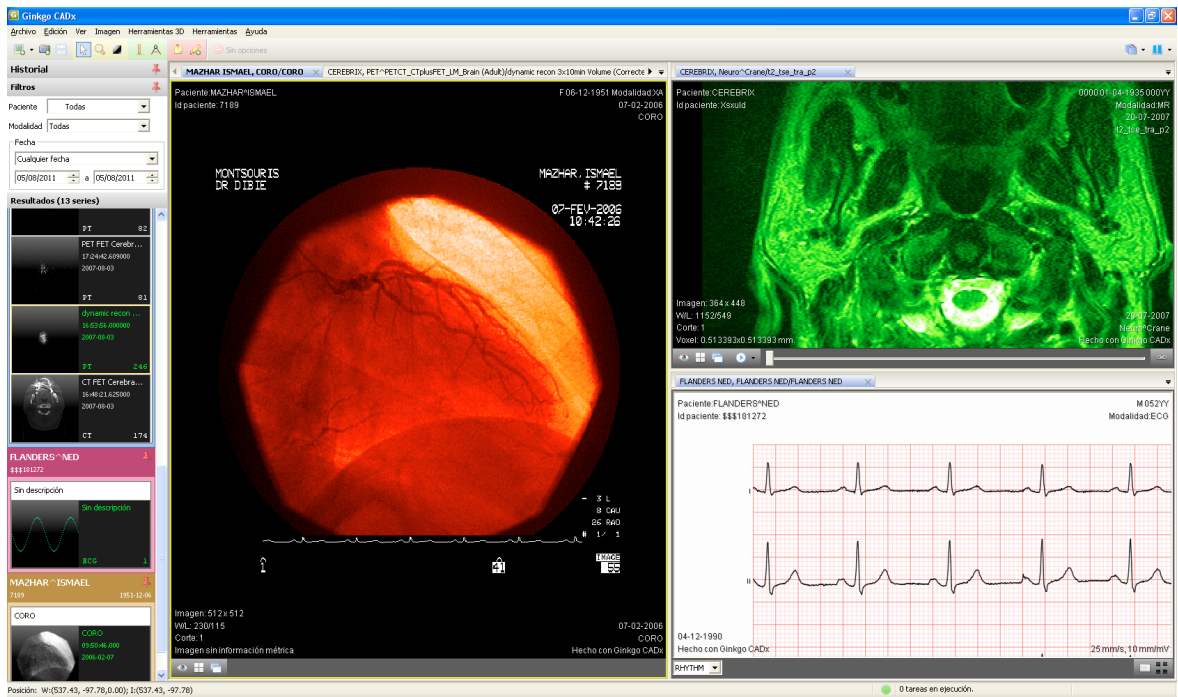 Ginkgo CADx
Archivo Edición Ver Imagen Herramientas 3D Herramientas Ayuda
Sin opciones
Historial
Filtros
Paciente Todas
Modalidad Todas
Fecha
Cualquier fecha
05/08/2011 a 05/08/2011
Resultados (13 series)
PT 82
PET FET Cerebr...
17:24:42.609000
2007-08-03
PT 81
dynamic recon ...
16:53:56.000000
2007-08-03
PT 246
CT FET Cerebra...
16:48:21.625000
2007-08-03
CT 174
FLANDERS^NED
$$$181272
Sin descripción
Sin descripción
ECG 1
MAZHAR^ISMAEL
7189 1951-12-06
CORO
CORO
09:50:46.000
2006-02-07
MAZHAR ISMAEL, CORO/CORO
CEREBRIX, PET^PETCT_CTplusFET_LM_Brain (Adult)/dynamic recon 3x10min Volume (Correcte
Paciente:MAZHAR^ISMAEL
Id paciente: 7189
F 06-12-1951 Modalidad:XA
07-02-2006
CORO
MONTSOURIS
DR DIBIE
MAZHAR, ISMAEL
# 7189
07-FEV-2006
10:42:26
- 3 L
8 CAU
26 RAO
# 1/ 1
IMAGE
55
1
41
Imagen: 512 x 512
W/L: 230/115
Corte: 1
Imagen sin información métrica
07-02-2006
CORO
Hecho con Ginkgo CADx
CEREBRIX, Neuro^Crane/t2_tse_tra_p2
Paciente:CEREBRIX
Id paciente: Xsxuld
000001-04-1935 000YY
Modalidad:MR
20-07-2007
t2_tse_tra_p2
Imagen: 364 x 448
W/L: 1152/549
Corte: 1
Voxel: 0.513393x0.513393 mm.
20-07-2007
Neuro^Crane
Hecho con Ginkgo CADx
FLANDERS NED, FLANDERS NED/FLANDERS NED
Paciente:FLANDERS^NED
Id paciente: $$$181272
M 052YY
Modalidad:ECG
I
II
04-12-1990
Hecho con Ginkgo CADx
25 mm/s, 10 mm/mV
RHYTHM
Posición: W:(537.43, -97.78,0.00); I:(537.43, -97.78)
0 tareas en ejecución.